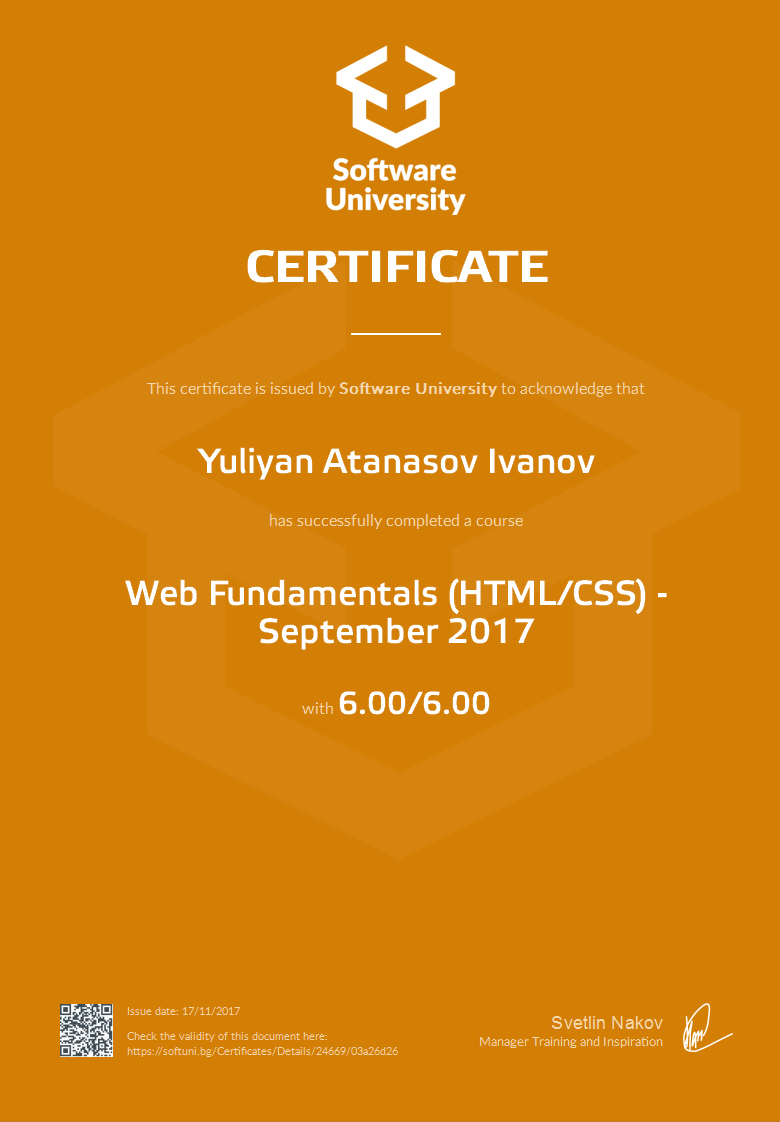 Software
University
CERTIFICATE
This certificate is issued by Software University to acknowledge that
Yuliyan Atanasov Ivanov
has successfully completed a course
Web Fundamentals (HTML/CSS) -
September 2017
with 6.00/6.00
Issue date: 17/11/2017
Check the validity of this document here:
https://softuni.bg/Certificates/Details/24669/03a26d26
Svetlin Nakov
Manager Training and Inspiration